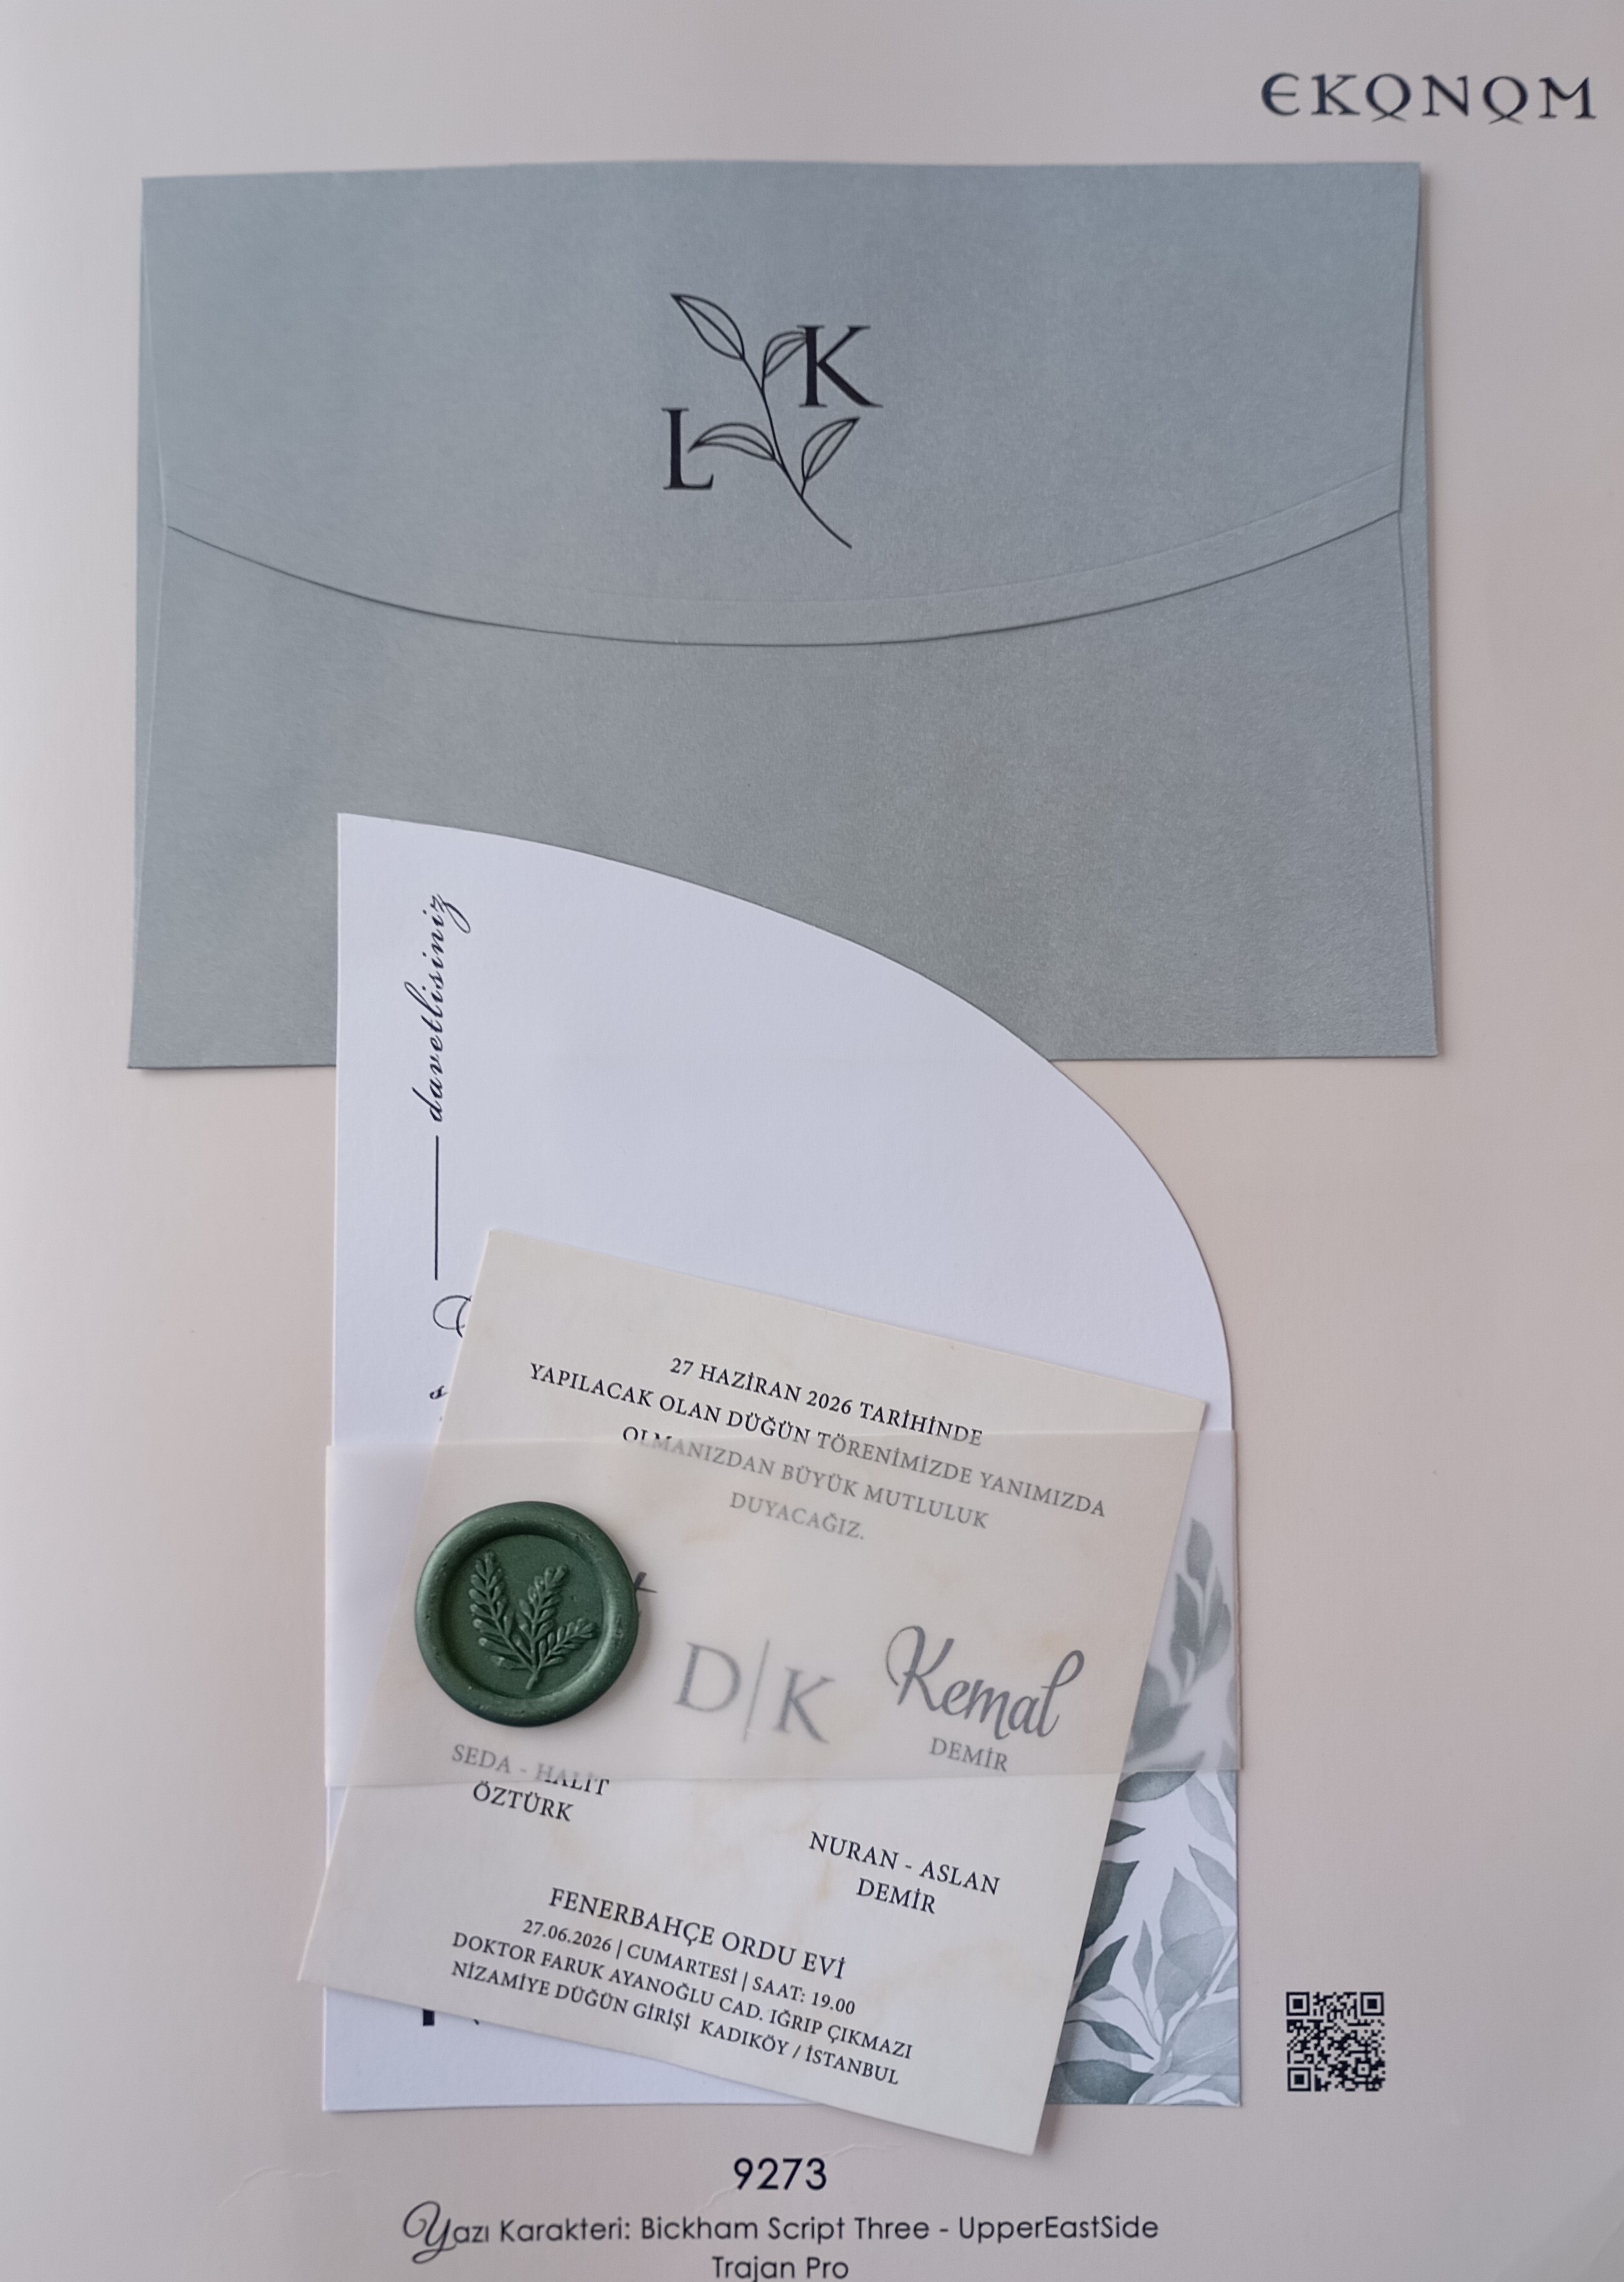 EKONOM
K
L
davetlisiniz
27 HAZİRAN 2026 TARİHİNDE
YAPILACAK OLAN DÜĞÜN TÖRENİMİZDE YANIMIZDA
OLMANIZDAN BÜYÜK MUTLULUK
DUYACAĞIZ.
D|K
Kemal
DEMİR
SEDA - HALİT
ÖZTÜRK
NURAN - ASLAN
DEMİR
FENERBAHÇE ORDU EVİ
27.06.2026 | CUMARTESİ | SAAT: 19.00
DOKTOR FARUK AYANOĞLU CAD. IĞRIP ÇIKMAZI
NİZAMİYE DÜĞÜN GİRİŞİ KADIKÖY / İSTANBUL
9273
Yazı Karakteri: Bickham Script Three - UpperEastSide
Trajan Pro